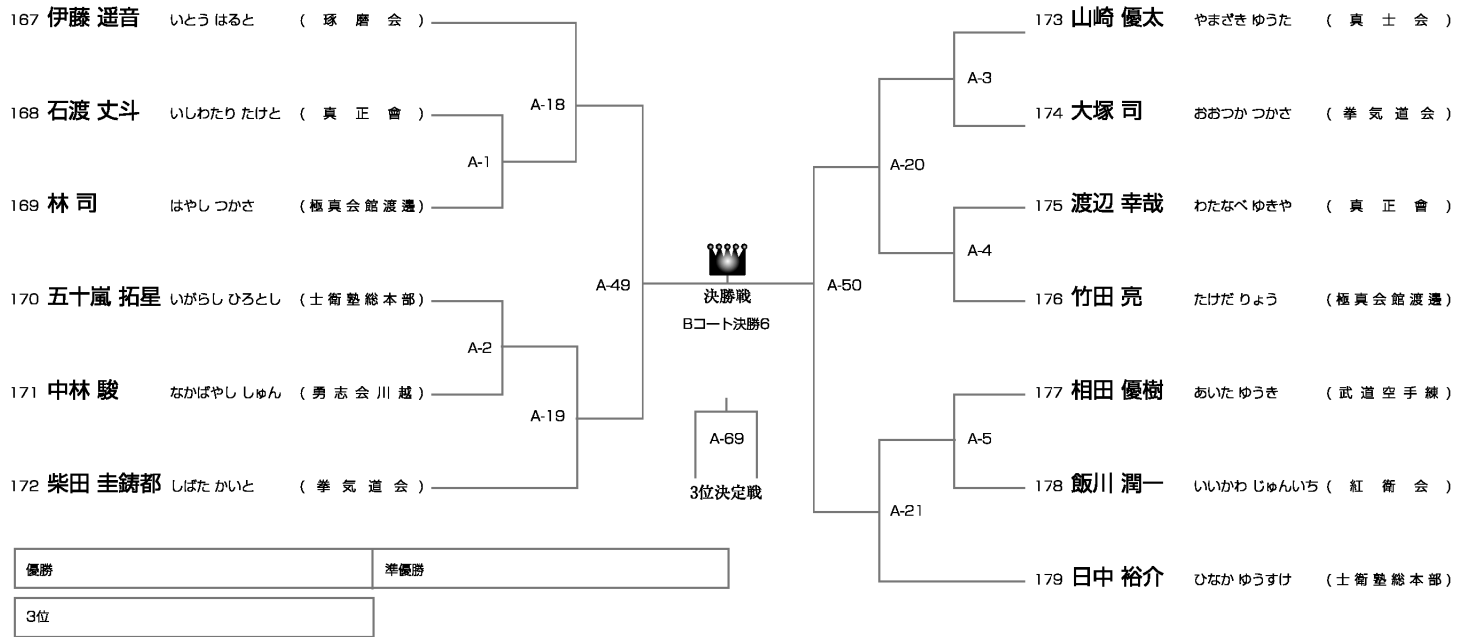 167 伊藤 遥音 いとう はると ( 琢 磨 会 )
168 石渡 丈斗 いしわたり たけと ( 真 正 會 )
169 林 司 はやし つかさ (極真会館渡邊)
170 五十嵐 拓星 いがらし ひろとし (士衛塾総本部)
171 中林 駿 なかばやし しゅん ( 勇 志 会 川 越 )
172 柴田 圭鋳都 しばた かいと ( 拳 気 道 会 )
A-18
A-1
A-2
A-19
A-49
決勝戦
Bコート決勝6
A-69
3位決定戦
A-50
A-20
A-3
A-4
A-5
A-21
173 山崎 優太 やまざき ゆうた ( 真 士 会 )
174 大塚 司 おおつか つかさ ( 拳 気 道 会 )
175 渡辺 幸哉 わたなべ ゆきや ( 真 正 會 )
176 竹田 亮 たけだ りょう (極真会館渡邊)
177 相田 優樹 あいた ゆうき ( 武 道 空 手 練 )
178 飯川 潤一 いいかわ じゅんいち ( 紅 衛 会 )
179 日中 裕介 ひなか ゆうすけ (士衛塾総本部)
優勝
準優勝
3位